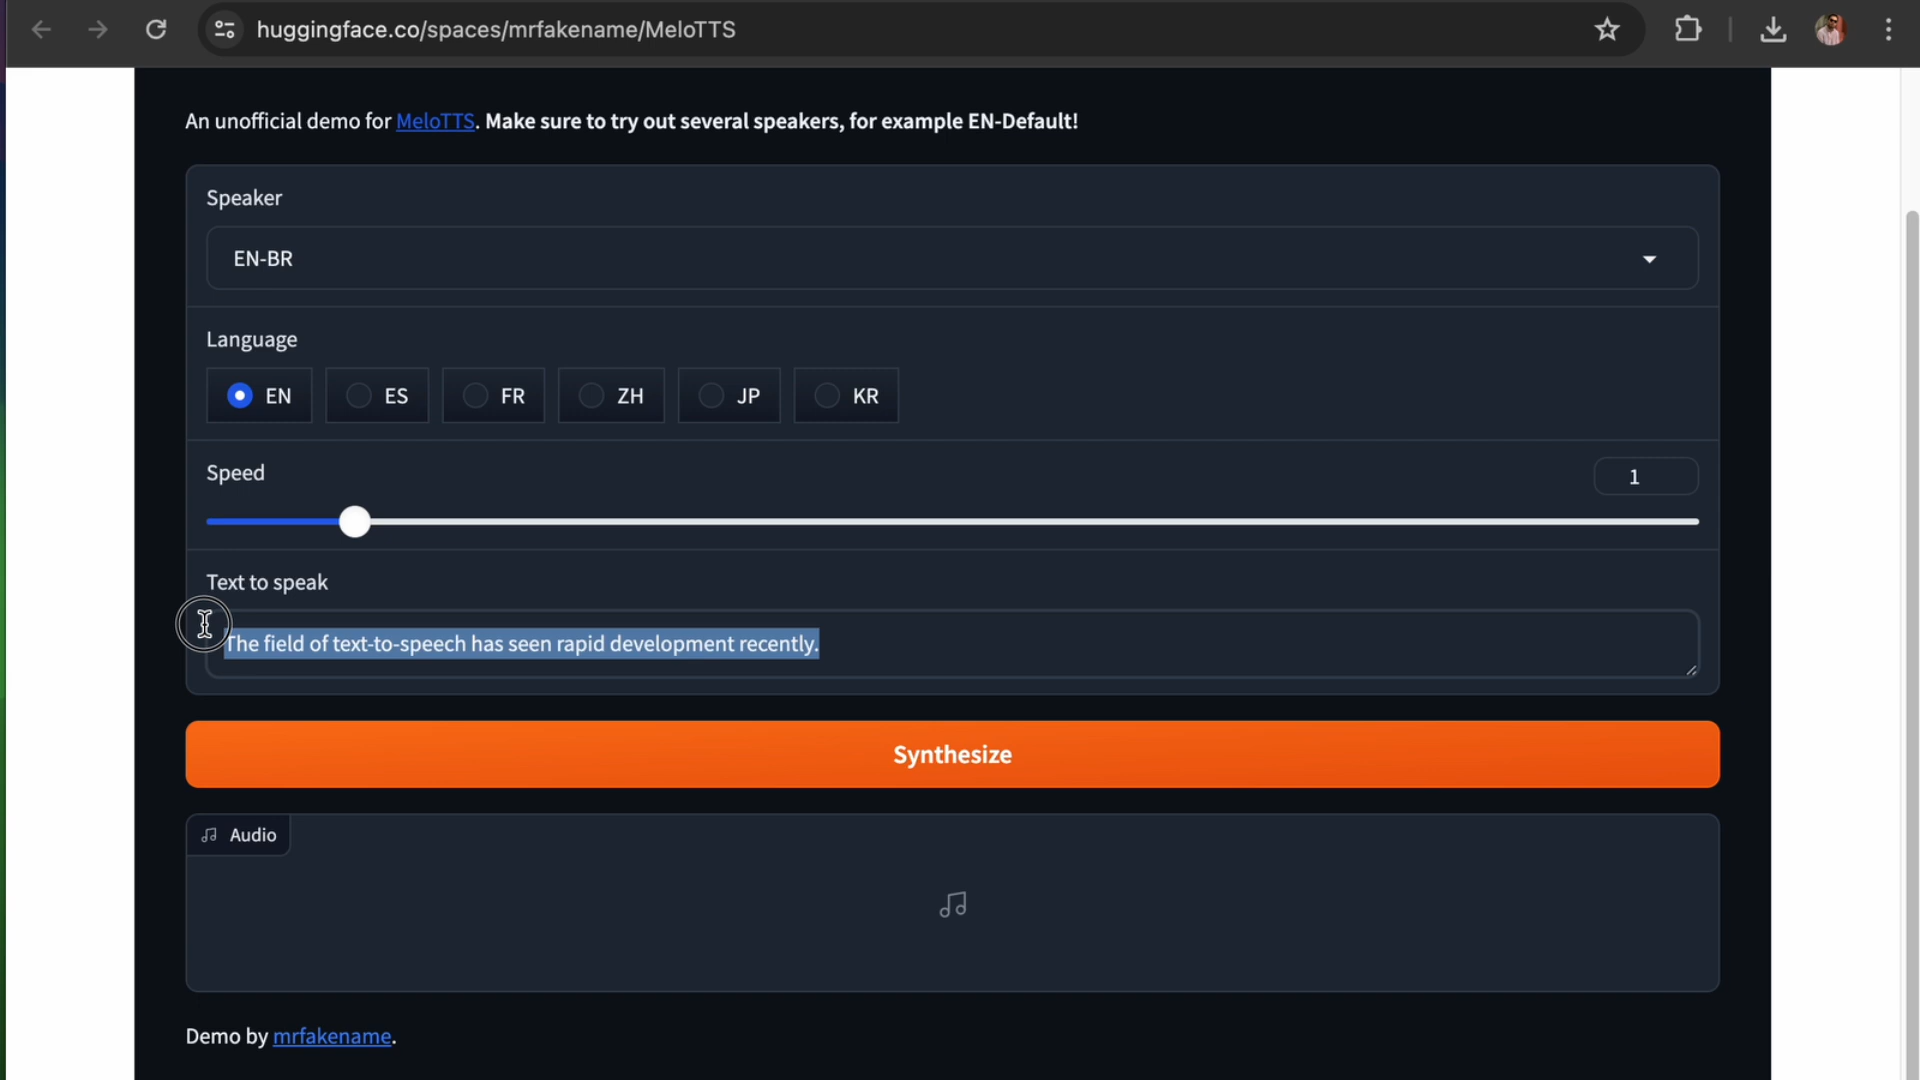 huggingface.co/spaces/mrfakename/MeloTTS
An unofficial demo for MeloTTS. Make sure to try out several speakers, for example EN-Default!
Speaker
EN-BR
Language
EN ES FR ZH JP KR
Speed
1
Text to speak
The field of text-to-speech has seen rapid development recently.
Synthesize
Audio
Demo by mrfakename.